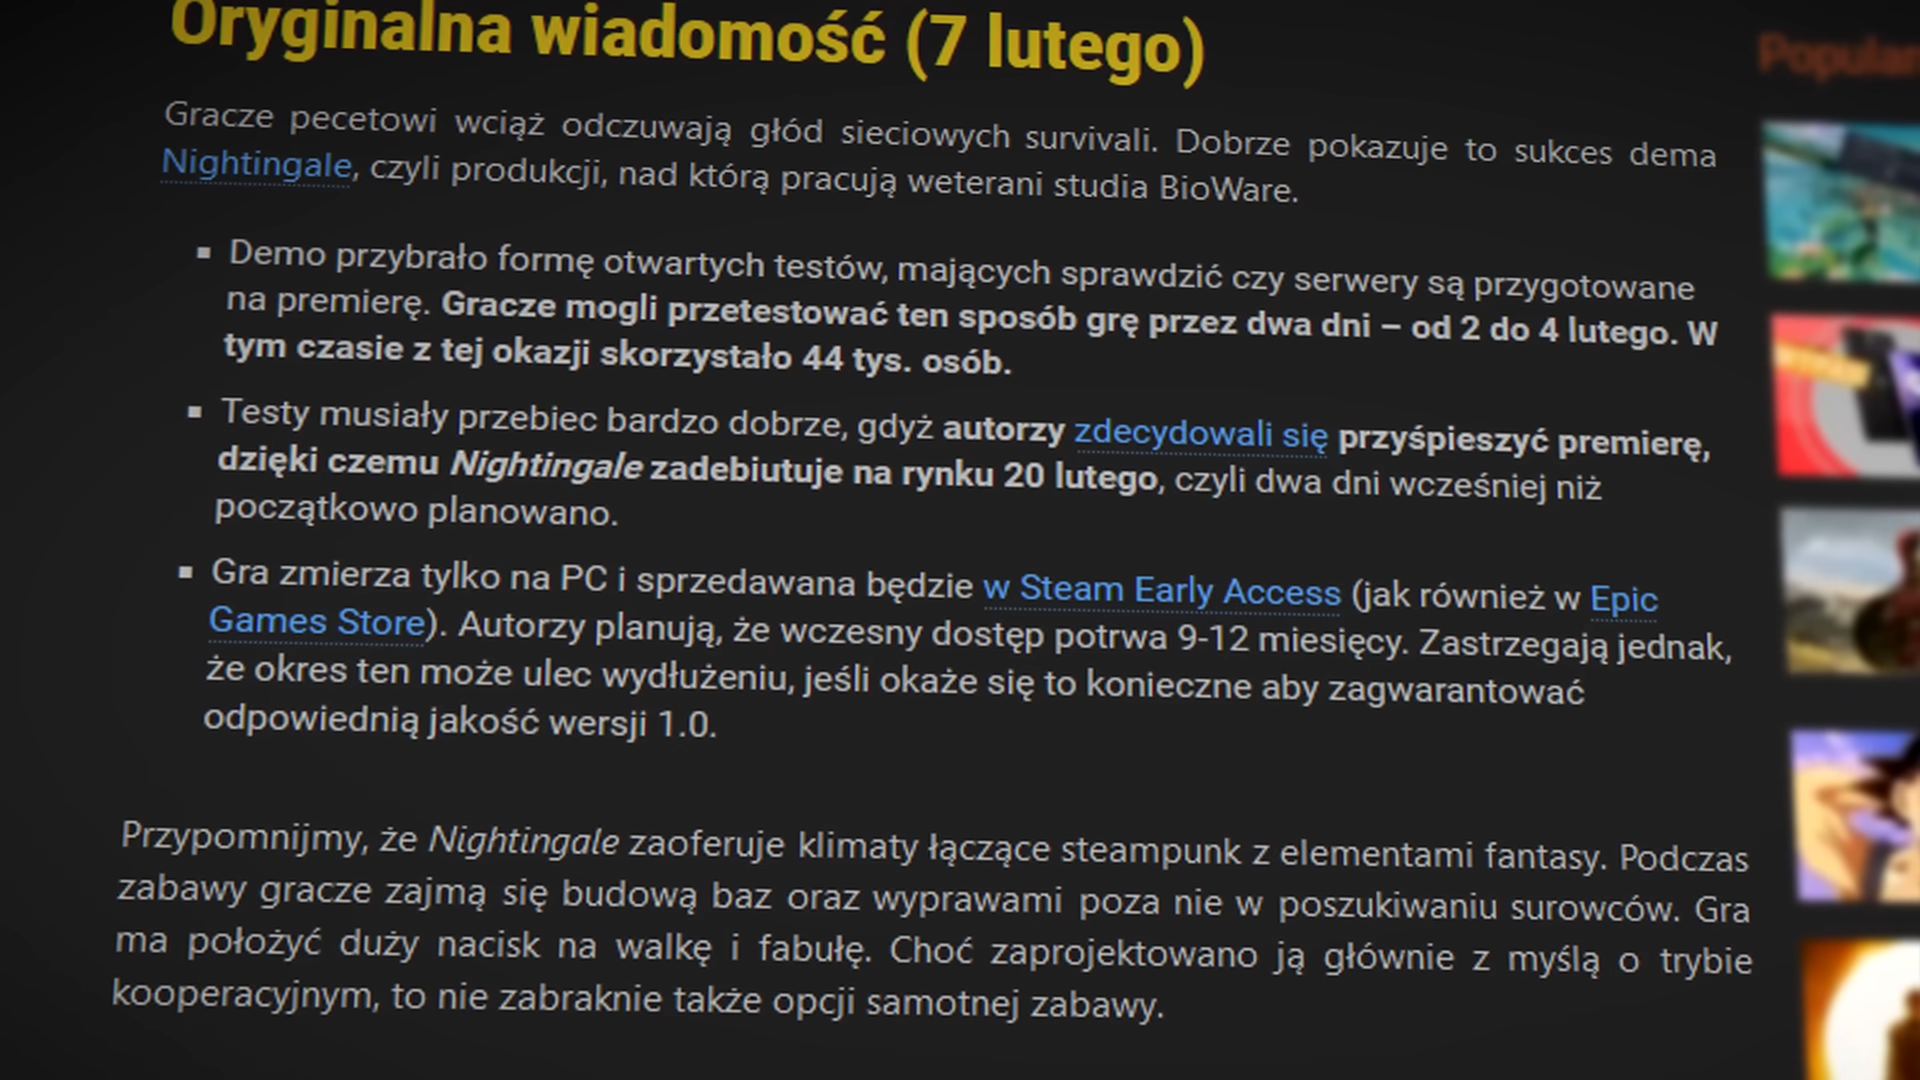 Oryginalna wiadomość (7 lutego)
Popular
Gracze pecetowi wciąż odczuwają głód sieciowych survivali. Dobrze pokazuje to sukces dema
Nightingale, czyli produkcji, nad którą pracują weterani studia BioWare.
▪ Demo przybrało formę otwartych testów, mających sprawdzić czy serwery są przygotowane
na premierę. Gracze mogli przetestować ten sposób grę przez dwa dni – od 2 do 4 lutego. W
tym czasie z tej okazji skorzystało 44 tys. osób.
▪ Testy musiały przebiec bardzo dobrze, gdyż autorzy zdecydowali się przyśpieszyć premierę,
dzięki czemu Nightingale zadebiutuje na rynku 20 lutego, czyli dwa dni wcześniej niż
początkowo planowano.
▪ Gra zmierza tylko na PC i sprzedawana będzie w Steam Early Access (jak również w Epic
Games Store). Autorzy planują, że wczesny dostęp potrwa 9-12 miesięcy. Zastrzegają jednak,
że okres ten może ulec wydłużeniu, jeśli okaże się to konieczne aby zagwarantować
odpowiednią jakość wersji 1.0.
Przypomnijmy, że Nightingale zaoferuje klimaty łączące steampunk z elementami fantasy. Podczas
zabawy gracze zajmą się budową baz oraz wyprawami poza nie w poszukiwaniu surowców. Gra
ma położyć duży nacisk na walkę i fabułę. Choć zaprojektowano ją głównie z myślą o trybie
kooperacyjnym, to nie zabraknie także opcji samotnej zabawy.